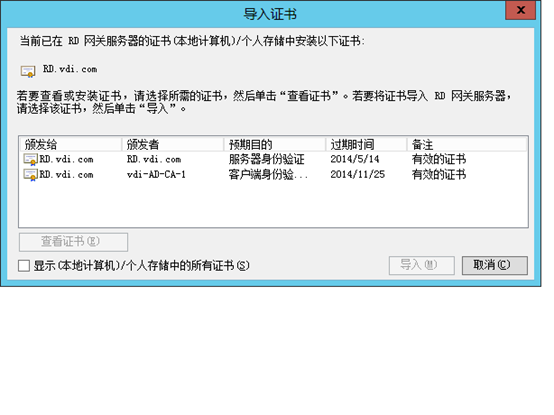 导入证书
x
当前已在 RD 网关服务器的证书(本地计算机)/个人存储中安装以下证书:
RD.vdi.com
若要查看或安装证书，请选择所需的证书，然后单击“查看证书”。若要将证书导入 RD 网关服务器，
请选择该证书，然后单击“导入”。
颁发给 颁发者 预期目的 过期时间 备注
RD.vdi.com RD.vdi.com 服务器身份验证 2014/5/14 有效的证书
RD.vdi.com vdi-AD-CA-1 客户端身份验... 2014/11/25 有效的证书
查看证书(E)
显示(本地计算机)/个人存储中的所有证书(S)
导入(M) 取消(C)